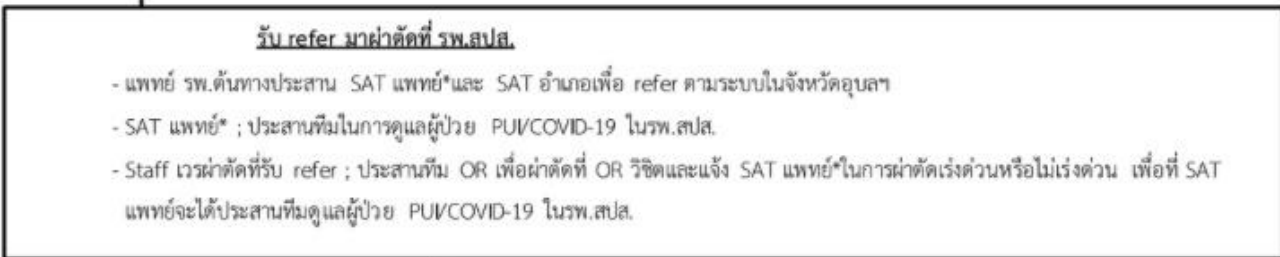 รับ refer มาผ่าตัดที่ รพ.สปส.
- แพทย์ รพ.ต้นทางประสาน SAT แพทย์*และ SAT อำเภอเพื่อ refer ตามระบบในจังหวัดอุบลฯ
- SAT แพทย์* ; ประสานทีมในการดูแลผู้ป่วย PUI/COVID-19 ในรพ.สปส.
- Staff เวรผ่าตัดที่รับ refer ; ประสานทีม OR เพื่อผ่าตัดที่ OR วิชิตและแจ้ง SAT แพทย์*ในการผ่าตัดเร่งด่วนหรือไม่เร่งด่วน เพื่อที่ SAT
แพทย์จะได้ประสานทีมดูแลผู้ป่วย PUI/COVID-19 ในรพ.สปส.